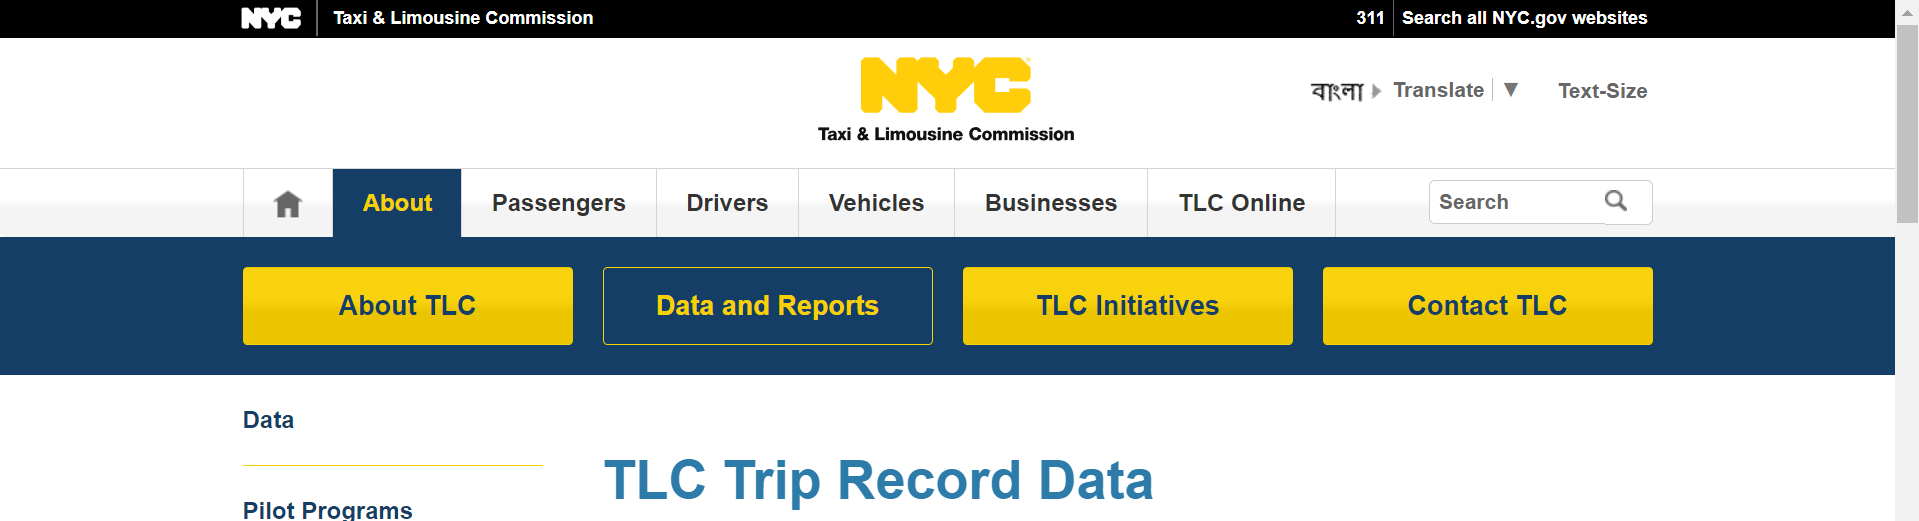 NYC Taxi & Limousine Commission 311 Search all NYC.gov websites
NYC
Taxi & Limousine Commission
বাংলা Translate ▼ Text-Size
About Passengers Drivers Vehicles Businesses TLC Online Search
About TLC Data and Reports TLC Initiatives Contact TLC
Data
TLC Trip Record Data
Pilot Programs